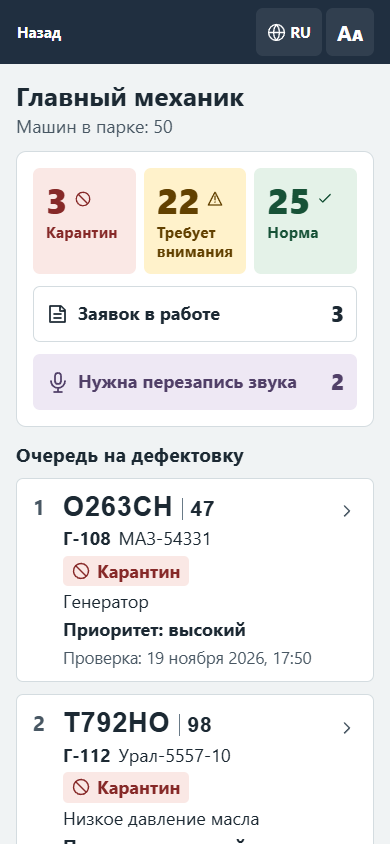 Назад
RU
Aᴀ
Главный механик
Машин в парке: 50
3
Карантин
22
Требует
внимания
25
Норма
Заявок в работе
3
Нужна перезапись звука
2
Очередь на дефектовку
1
О263СН | 47
Г-108 МАЗ-54331
Карантин
Генератор
Приоритет: высокий
Проверка: 19 ноября 2026, 17:50
2
Т792НО | 98
Г-112 Урал-5557-10
Карантин
Низкое давление масла